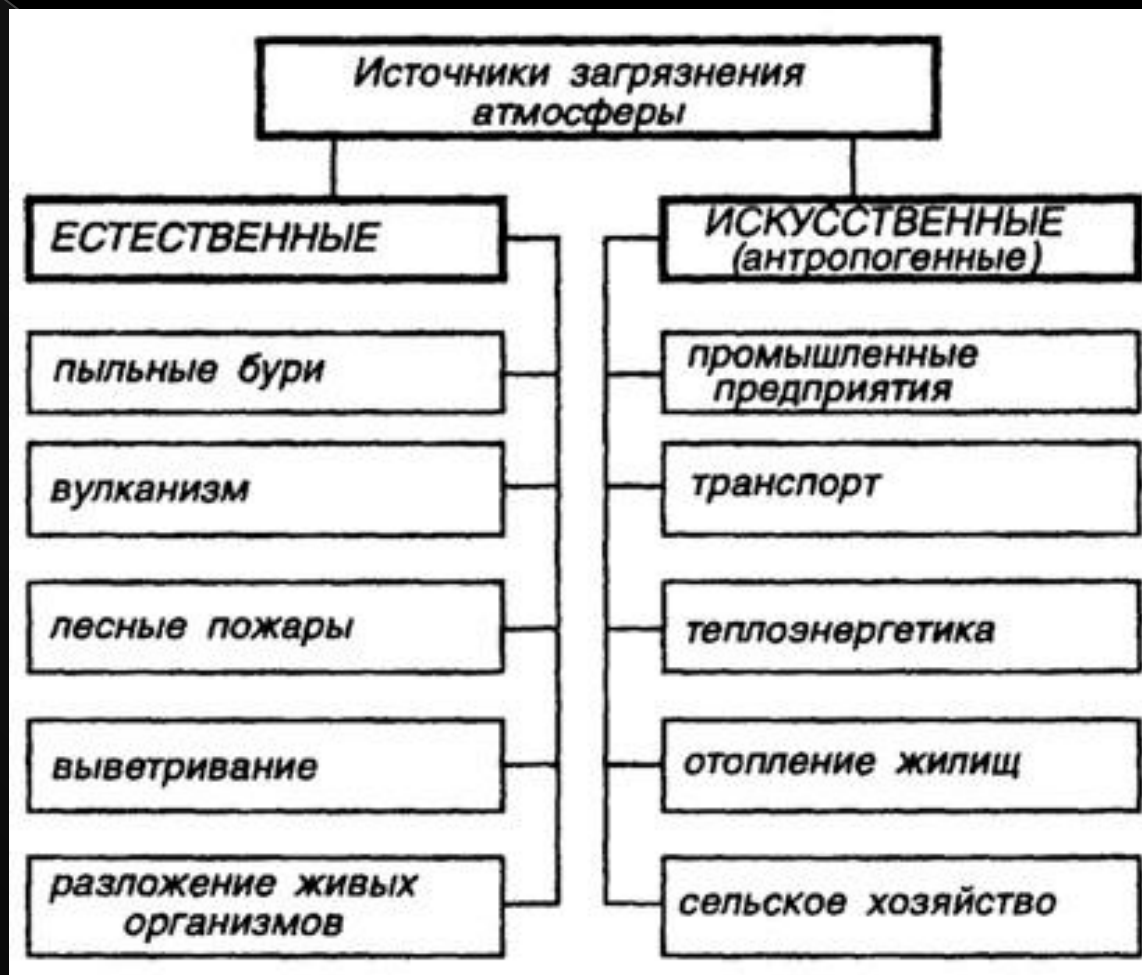 Источники загрязнения
атмосферы
ЕСТЕСТВЕННЫЕ
пыльные бури
вулканизм
лесные пожары
выветривание
разложение живых
организмов
ИСКУССТВЕННЫЕ
(антропогенные)
промышленные
предприятия
транспорт
теплоэнергетика
отопление жилищ
сельское хозяйство